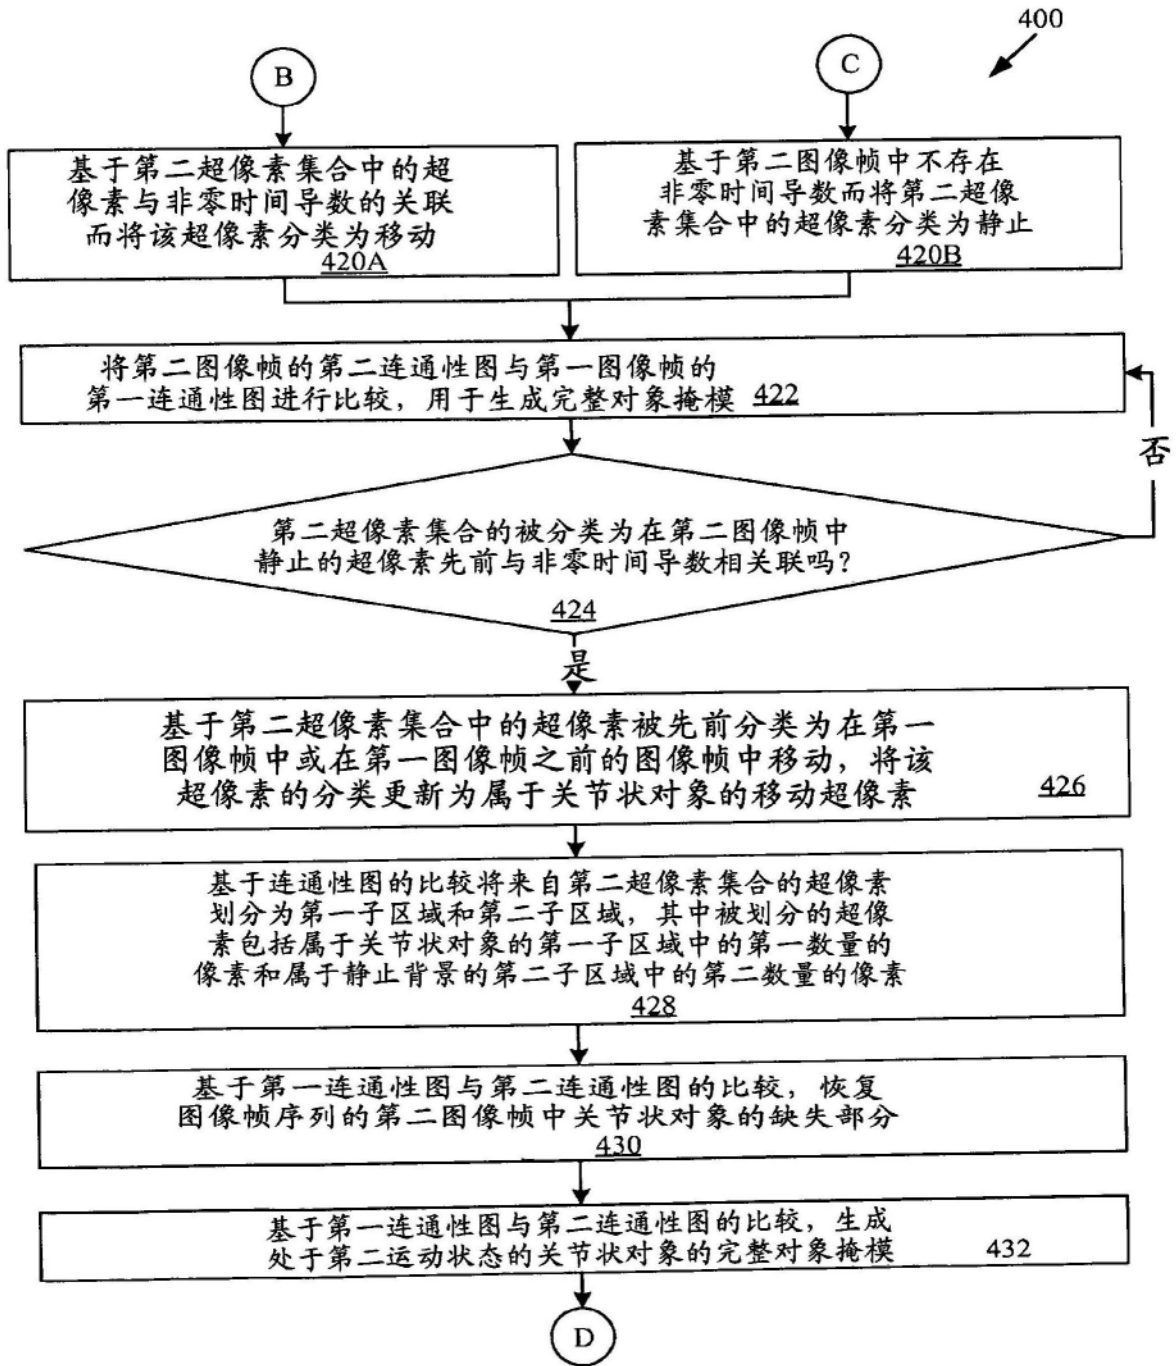 400
B
C
基于第二超像素集合中的超
像素与非零时间导数的关联
而将该超像素分类为移动
420A
基于第二图像帧中不存在
非零时间导数而将第二超像
素集合中的超像素分类为静止
420B
将第二图像帧的第二连通性图与第一图像帧的
第一连通性图进行比较，用于生成完整对象掩模 422
否
第二超像素集合的被分类为在第二图像帧中
静止的超像素先前与非零时间导数相关联吗？
424
是
基于第二超像素集合中的超像素被先前分类为在第一
图像帧中或在第一图像帧之前的图像帧中移动，将该
超像素的分类更新为属于关节状对象的移动超像素 426
基于连通性图的比较将来自第二超像素集合的超像素
划分为第一子区域和第二子区域，其中被划分的超像
素包括属于关节状对象的第一子区域中的第一数量的
像素和属于静止背景的第二子区域中的第二数量的像素
428
基于第一连通性图与第二连通性图的比较，恢复
图像帧序列的第二图像帧中关节状对象的缺失部分
430
基于第一连通性图与第二连通性图的比较，生成
处于第二运动状态的关节状对象的完整对象掩模 432
D